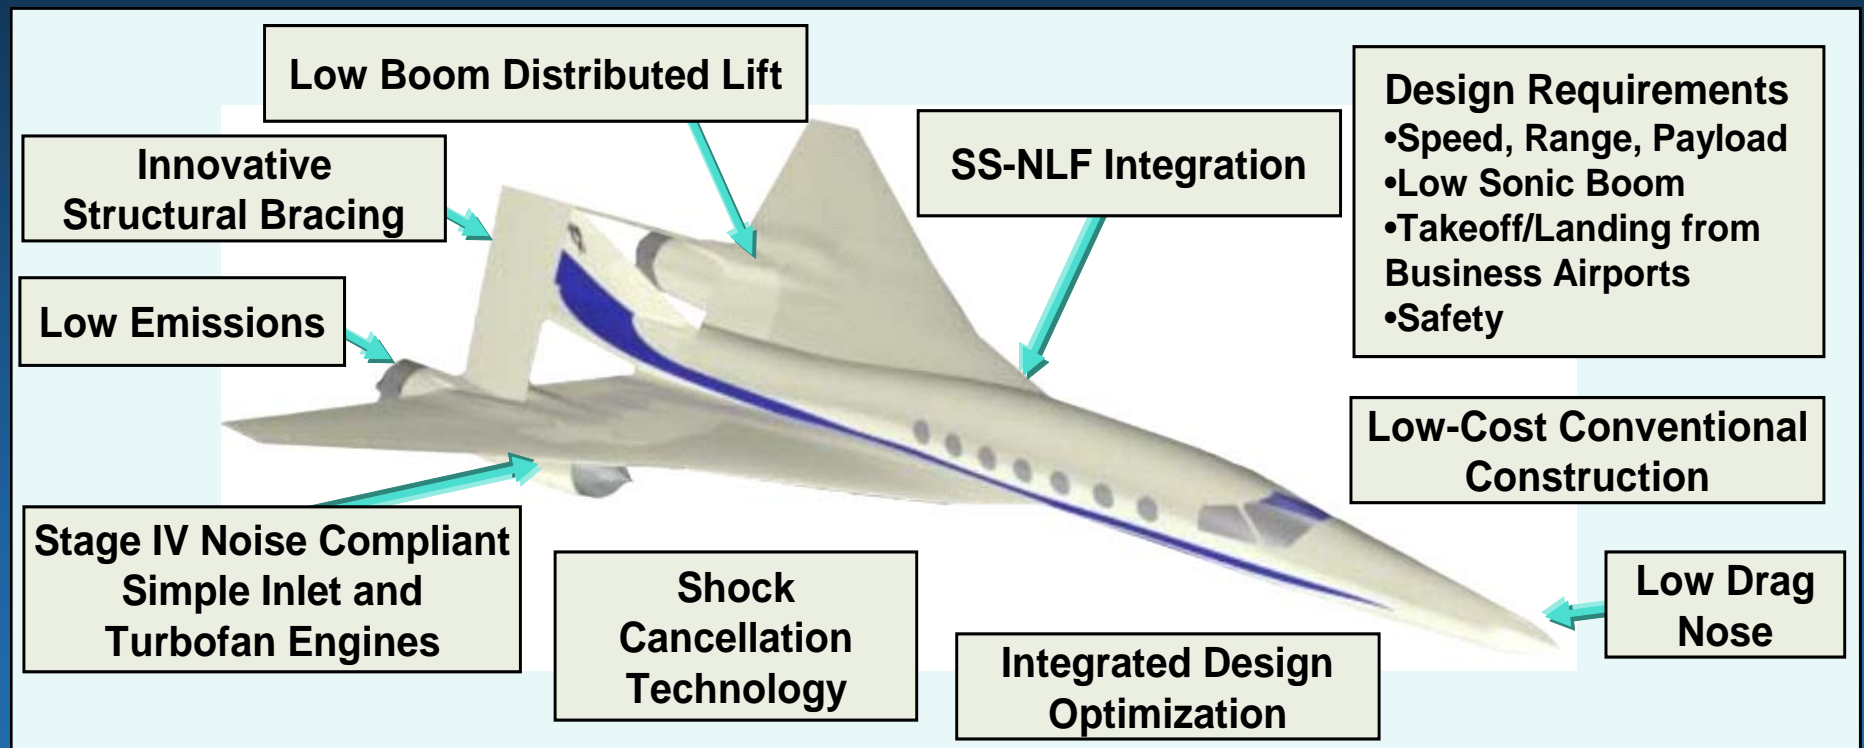 Low Boom Distributed Lift
Design Requirements
•Speed, Range, Payload
•Low Sonic Boom
•Takeoff/Landing from
Business Airports
•Safety
Innovative
Structural Bracing
SS-NLF Integration
Low Emissions
Low-Cost Conventional
Construction
Stage IV Noise Compliant
Simple Inlet and
Turbofan Engines
Shock
Cancellation
Technology
Integrated Design
Optimization
Low Drag
Nose